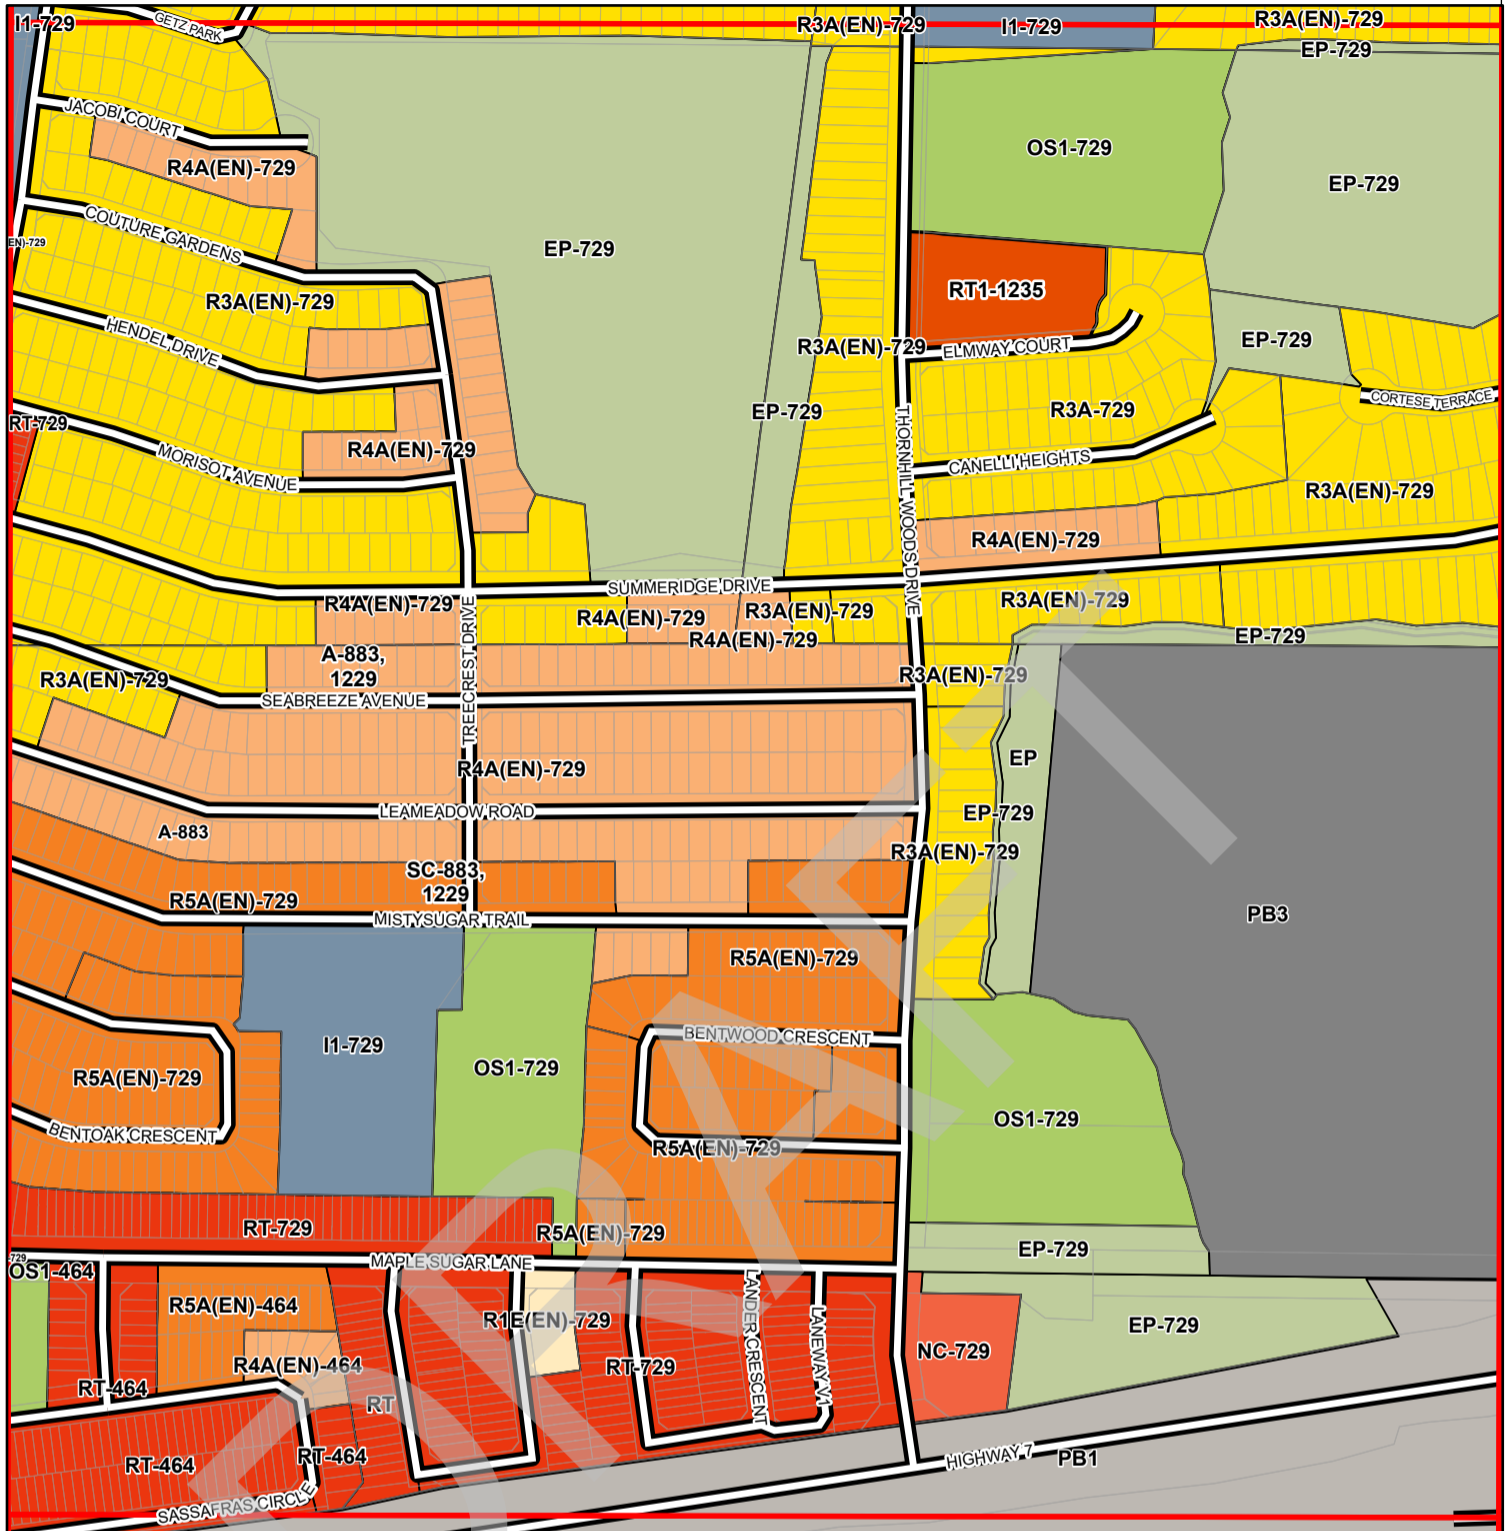 I1-729
GETZ PARK
R3A(EN)-729
I1-729
R3A(EN)-729
EP-729
JACOBI COURT
R4A(EN)-729
OS1-729
EP-729
COUTURE GARDENS
EN)-729
EP-729
R3A(EN)-729
RT1-1235
HENDEL DRIVE
R3A(EN)-729
ELMWAY COURT
EP-729
CORTESE TERRACE
EP-729
R3A-729
RT-729
THORNHILL WOODS DRIVE
R4A(EN)-729
MORISOT AVENUE
CANELLI HEIGHTS
R3A(EN)-729
R4A(EN)-729
SUMMERIDGE DRIVE
R4A(EN)-729
R4A(EN)-729
R3A(EN)-729
R3A(EN)-729
R4A(EN)-729
EP-729
TREECREST DRIVE
A-883,
1229
R3A(EN)-729
R3A(EN)-729
SEABREEZE AVENUE
EP
R4A(EN)-729
LEAMEADOW ROAD
EP-729
A-883
R3A(EN)-729
SC-883,
1229
R5A(EN)-729
MISTYSUGAR TRAIL
PB3
R5A(EN)-729
BENTWOOD CRESCENT
I1-729
OS1-729
R5A(EN)-729
OS1-729
BENTOAK CRESCENT
R5A(EN)-729
RT-729
R5A(EN)-729
EP-729
-729
MAPLE SUGAR LANE
OS1-464
R5A(EN)-464
R1E(EN)-729
LANDER CRESCENT
LANEWAY V1
EP-729
NC-729
R4A(EN)-464
RT-729
RT-464
RT
RT-464
RT-464
HIGHWAY 7
PB1
SASSAFRAS CIRCLE
DRAFT